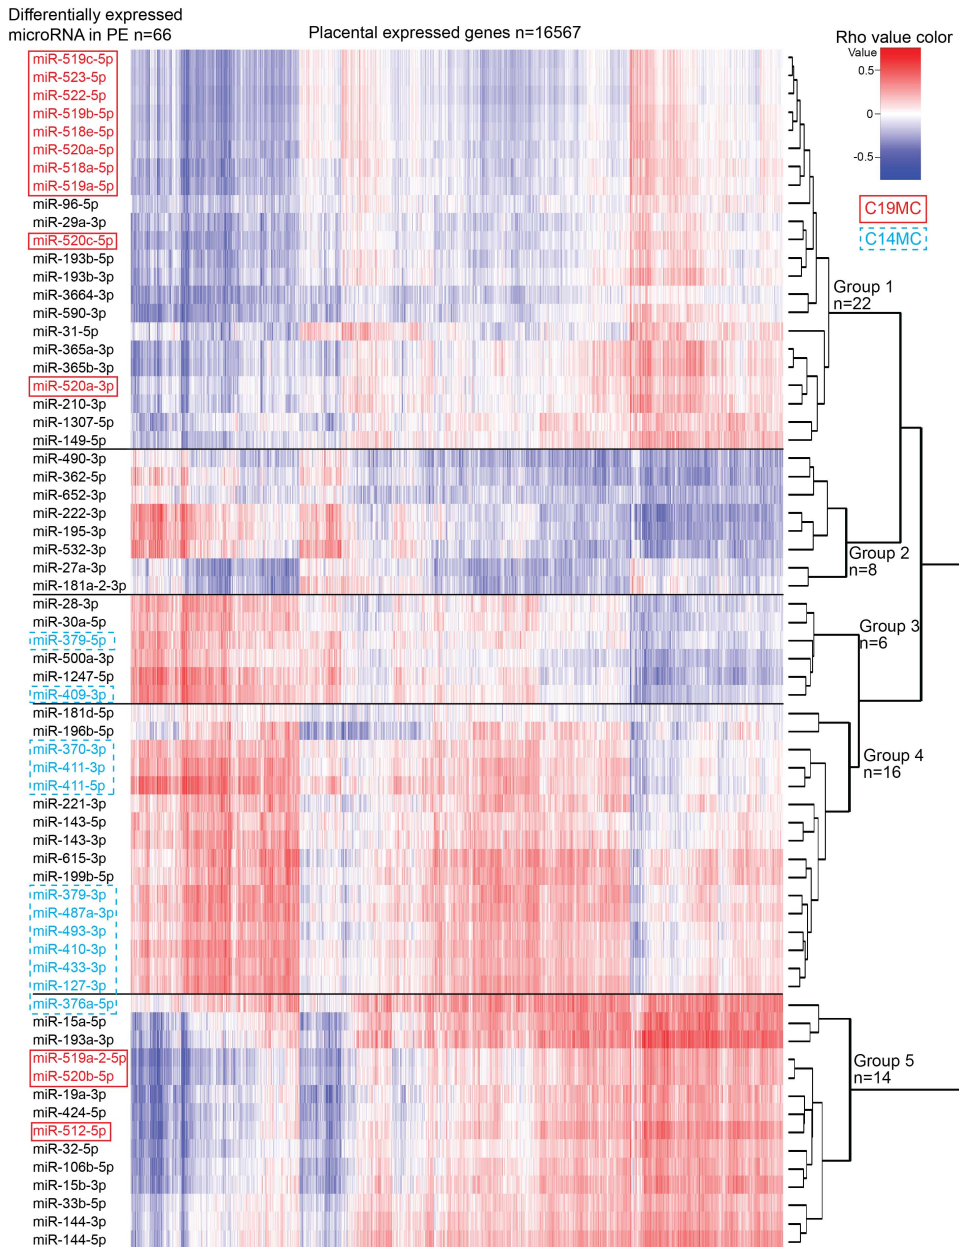 Differentially expressed
microRNA in PE n=66
Placental expressed genes n=16567
Rho value color
Value
0.5
0
-0.5
C19MC
C14MC
miR-519c-5p
miR-523-5p
miR-522-5p
miR-519b-5p
miR-518e-5p
miR-520a-5p
miR-518a-5p
miR-519a-5p
miR-96-5p
miR-29a-3p
miR-520c-5p
miR-193b-5p
miR-193b-3p
miR-3664-3p
miR-590-3p
miR-31-5p
miR-365a-3p
miR-365b-3p
miR-520a-3p
miR-210-3p
miR-1307-5p
miR-149-5p
Group 1
n=22
miR-490-3p
miR-362-5p
miR-652-3p
miR-222-3p
miR-195-3p
miR-532-3p
miR-27a-3p
miR-181a-2-3p
Group 2
n=8
miR-28-3p
miR-30a-5p
miR-379-5p
miR-500a-3p
miR-1247-5p
miR-409-3p
Group 3
n=6
miR-181d-5p
miR-196b-5p
miR-370-3p
miR-411-3p
miR-411-5p
miR-221-3p
miR-143-5p
miR-143-3p
miR-615-3p
miR-199b-5p
miR-379-3p
miR-487a-3p
miR-493-3p
miR-410-3p
miR-433-3p
miR-127-3p
Group 4
n=16
miR-376a-5p
miR-15a-5p
miR-193a-3p
miR-519a-2-5p
miR-520b-5p
miR-19a-3p
miR-424-5p
miR-512-5p
miR-32-5p
miR-106b-5p
miR-15b-3p
miR-33b-5p
miR-144-3p
miR-144-5p
Group 5
n=14